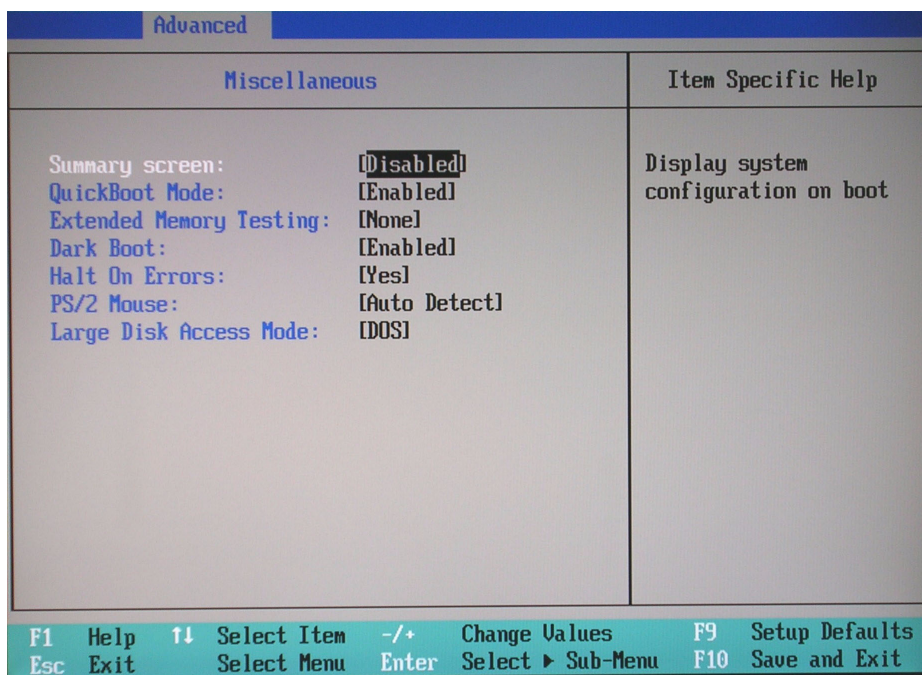 Advanced
Miscellaneous
Item Specific Help
Summary screen: [Disabled]
QuickBoot Mode: [Enabled]
Extended Memory Testing: [None]
Dark Boot: [Enabled]
Halt On Errors: [Yes]
PS/2 Mouse: [Auto Detect]
Large Disk Access Mode: [DOS]
Display system
configuration on boot
F1 Help ↑↓ Select Item -/+ Change Values F9 Setup Defaults
Esc Exit Select Menu Enter Select ▶ Sub-Menu F10 Save and Exit